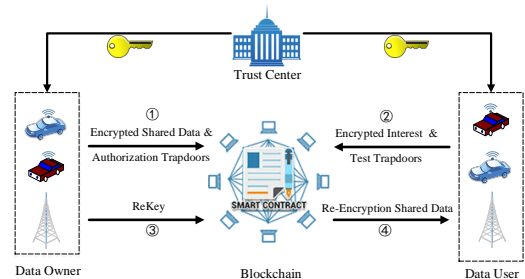 Trust Center
①
②
Encrypted Shared Data &
Authorization Trapdoors
Encrypted Interest &
Test Trapdoors
SMART CONTRACT
ReKey
③
Re-Encryption Shared Data
④
Data Owner
Blockchain
Data User